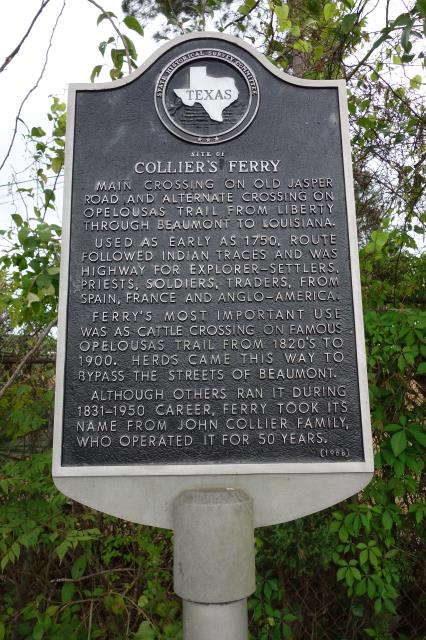 STATE HISTORICAL SURVEY COMMITTEE
TEXAS
SITE OF
COLLIER'S FERRY
MAIN CROSSING ON OLD JASPER
ROAD AND ALTERNATE CROSSING ON
OPELOUSAS TRAIL FROM LIBERTY
THROUGH BEAUMONT TO LOUISIANA.
USED AS EARLY AS 1750, ROUTE
FOLLOWED INDIAN TRACES AND WAS
HIGHWAY FOR EXPLORER-SETTLERS,
PRIESTS, SOLDIERS, TRADERS, FROM
SPAIN, FRANCE AND ANGLO-AMERICA.
FERRY'S MOST IMPORTANT USE
WAS AS CATTLE CROSSING ON FAMOUS
OPELOUSAS TRAIL FROM 1820'S TO
1900. HERDS CAME THIS WAY TO
BYPASS THE STREETS OF BEAUMONT.
ALTHOUGH OTHERS RAN IT DURING
1831-1950 CAREER, FERRY TOOK ITS
NAME FROM JOHN COLLIER FAMILY,
WHO OPERATED IT FOR 50 YEARS.
(1966)